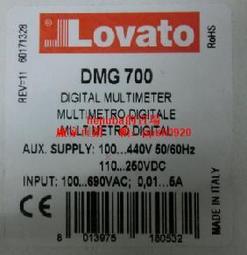 Lovato
RoHS
REV=11 60171328
DMG 700
DIGITAL MULTIMETER
MULTIMETRO DIGITALE
MULTIMETRO DIGITAL
AUX. SUPPLY: 100...440V 50/60Hz
110...250VDC
INPUT: 100...690VAC; 0,01...5A
MADE IN ITALY
8 013975 180532